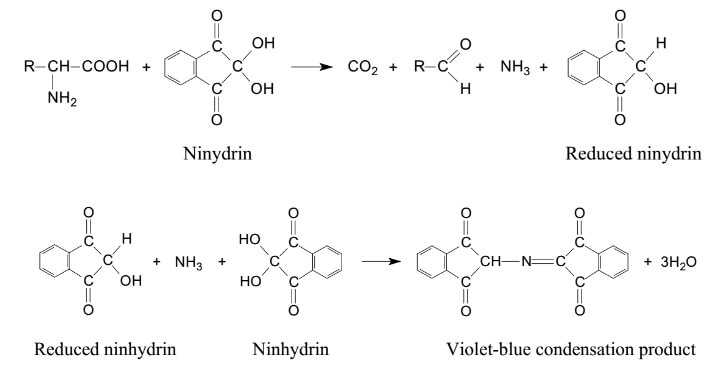 O O
R–CH–COOH + C OH CO2 + R–C O + NH3 + C H
NH2 C OH H C OH
C C
O O
Ninydrin Reduced ninydrin
O O O O
C H HO C C C
C + NH3 + C CH–N=C + 3H2O
C OH HO C C C
O O O O
Reduced ninhydrin Ninhydrin Violet-blue condensation product